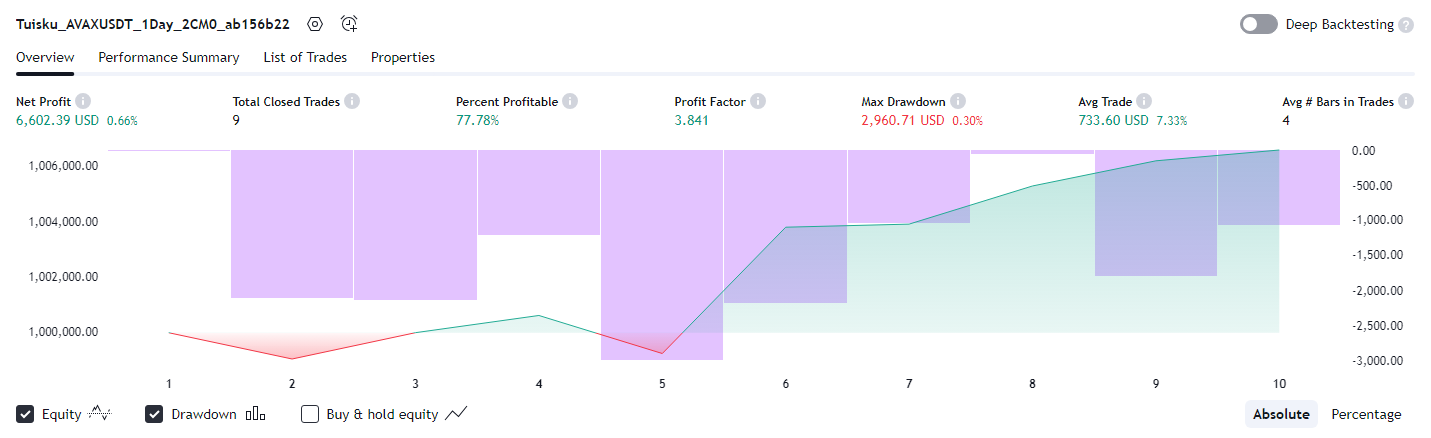 Tuisku_AVAXUSDT_1Day_2CM0_ab156b22 Deep Backtesting ?
Overview Performance Summary List of Trades Properties
Net Profit i Total Closed Trades i Percent Profitable i Profit Factor i Max Drawdown i Avg Trade i Avg # Bars in Trades i
6,602.39 USD 0.66% 9 77.78% 3.841 2,960.71 USD 0.30% 733.60 USD 7.33% 4
1,006,000.00 0.00
-500.00
1,004,000.00 -1,000.00
-1,500.00
1,002,000.00 -2,000.00
1,000,000.00 -2,500.00
-3,000.00
1 2 3 4 5 6 7 8 9 10
Equity Drawdown Buy & hold equity Absolute Percentage